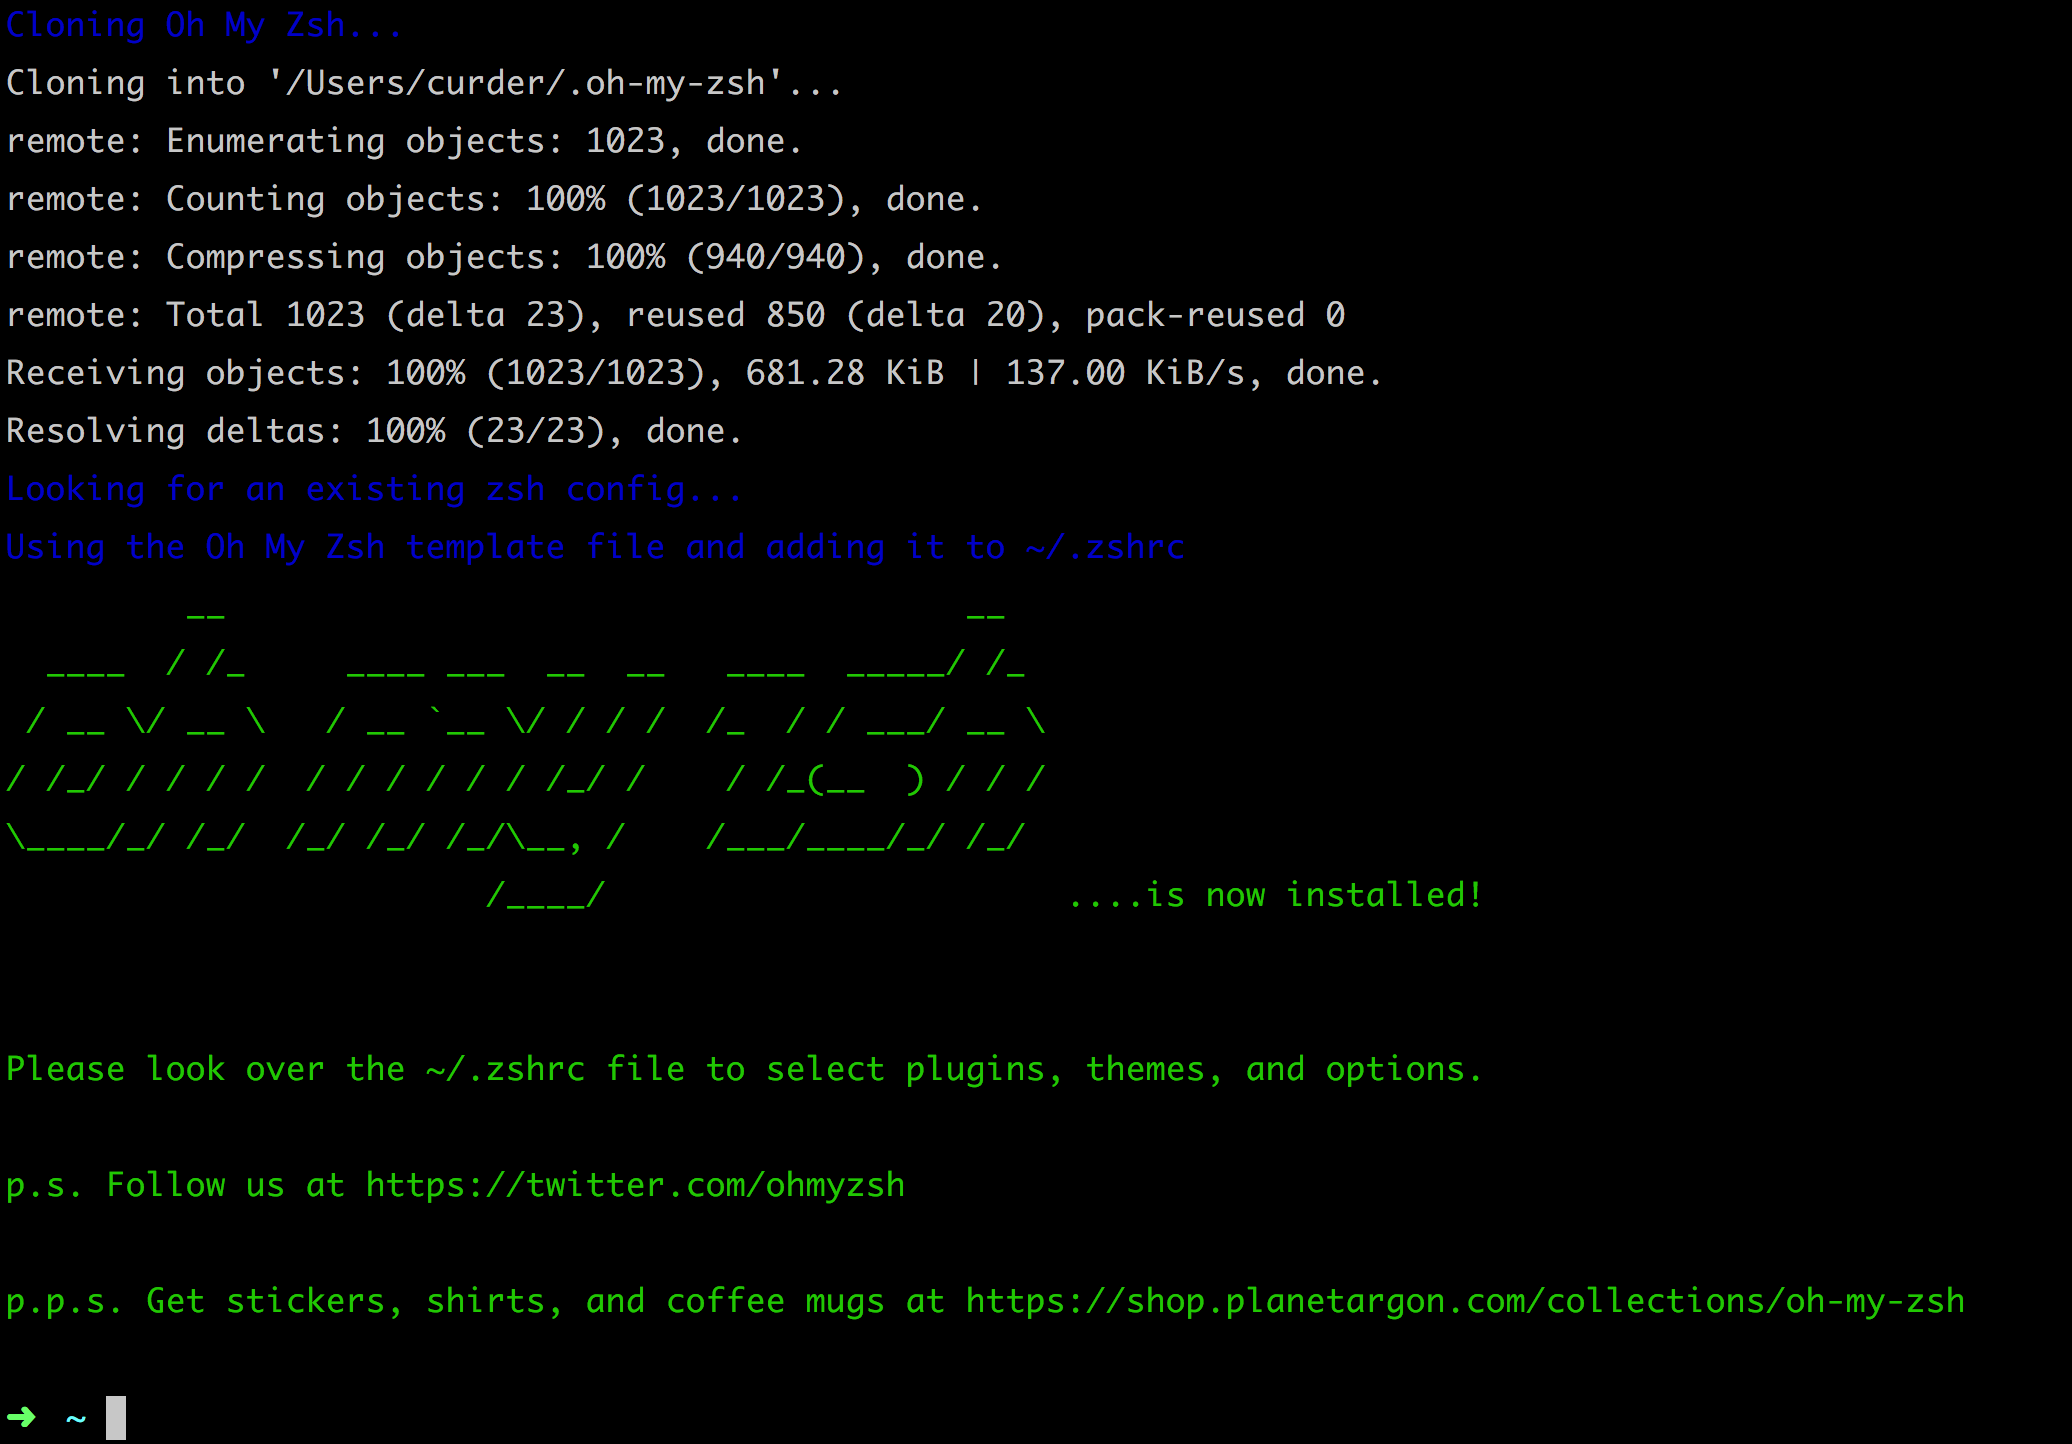 Cloning Oh My Zsh...
Cloning into '/Users/curder/.oh-my-zsh'...
remote: Enumerating objects: 1023, done.
remote: Counting objects: 100% (1023/1023), done.
remote: Compressing objects: 100% (940/940), done.
remote: Total 1023 (delta 23), reused 850 (delta 20), pack-reused 0
Receiving objects: 100% (1023/1023), 681.28 KiB | 137.00 KiB/s, done.
Resolving deltas: 100% (23/23), done.
Looking for an existing zsh config...
Using the Oh My Zsh template file and adding it to ~/.zshrc
         __                                     __
  ____  / /_     ____ ___  __  __   ____  _____/ /_
 / __ \/ __ \   / __ `__ \/ / / /  /_  / / ___/ __ \
/ /_/ / / / /  / / / / / / /_/ /    / /_(__  ) / / /
\____/_/ /_/  /_/ /_/ /_/\__, /    /___/____/_/ /_/
                        /____/                       ....is now installed!
Please look over the ~/.zshrc file to select plugins, themes, and options.
p.s. Follow us at https://twitter.com/ohmyzsh
p.p.s. Get stickers, shirts, and coffee mugs at https://shop.planetargon.com/collections/oh-my-zsh
➜  ~